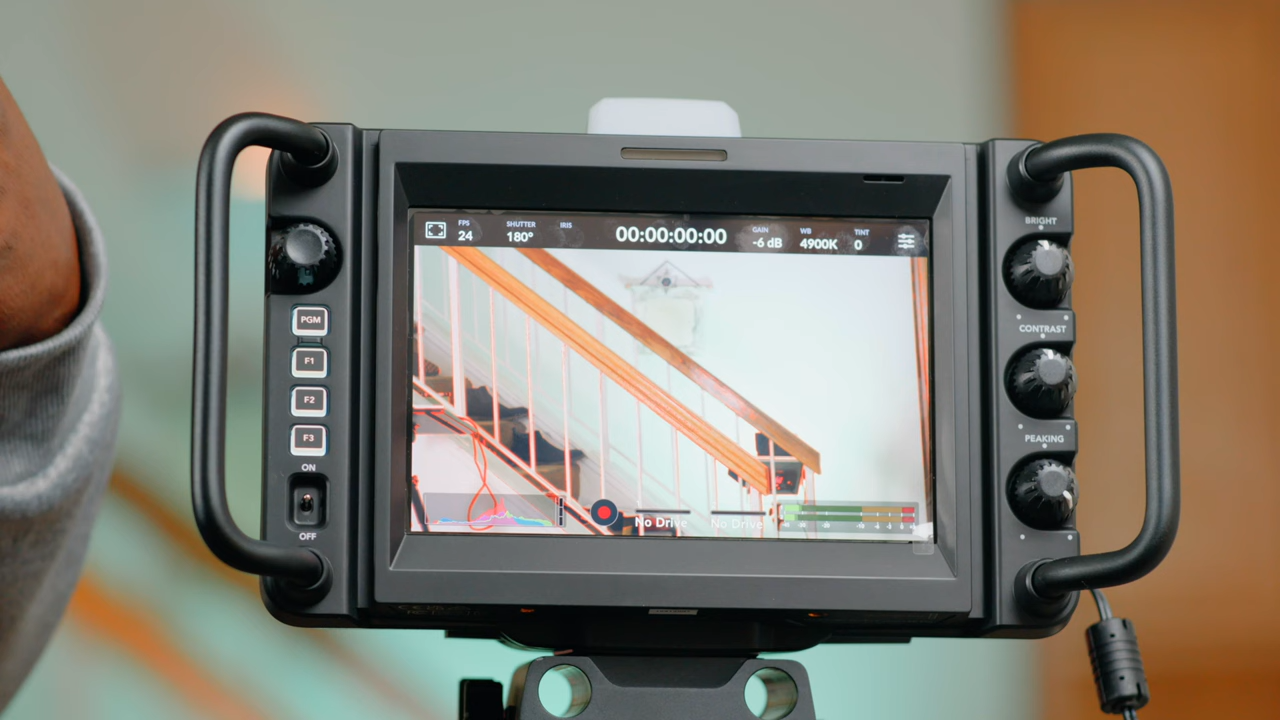 FPS
24
SHUTTER
180°
IRIS
00:00:00:00
GAIN
-6 dB
WB
4900K
TINT
0
BRIGHT
PGM
F1
CONTRAST
F2
F3
PEAKING
ON
OFF
No Drive
No Drive